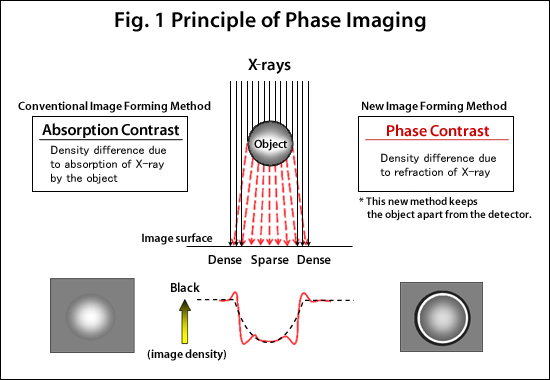 Fig. 1 Principle of Phase Imaging
X-rays
Conventional Image Forming Method
Absorption Contrast
Density difference due
to absorption of X-ray
by the object
Object
New Image Forming Method
Phase Contrast
Density difference due
to refraction of X-ray
* This new method keeps
the object apart from the detector.
Image surface
Dense Sparse Dense
Black
(image density)